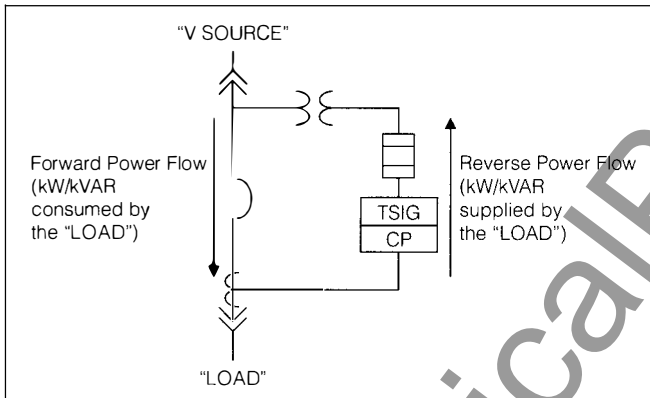 "V SOURCE"
Forward Power Flow
(kW/kVAR
consumed by
the "LOAD")
TSIG
CP
Reverse Power Flow
(kW/kVAR
supplied by
the "LOAD")
"LOAD"